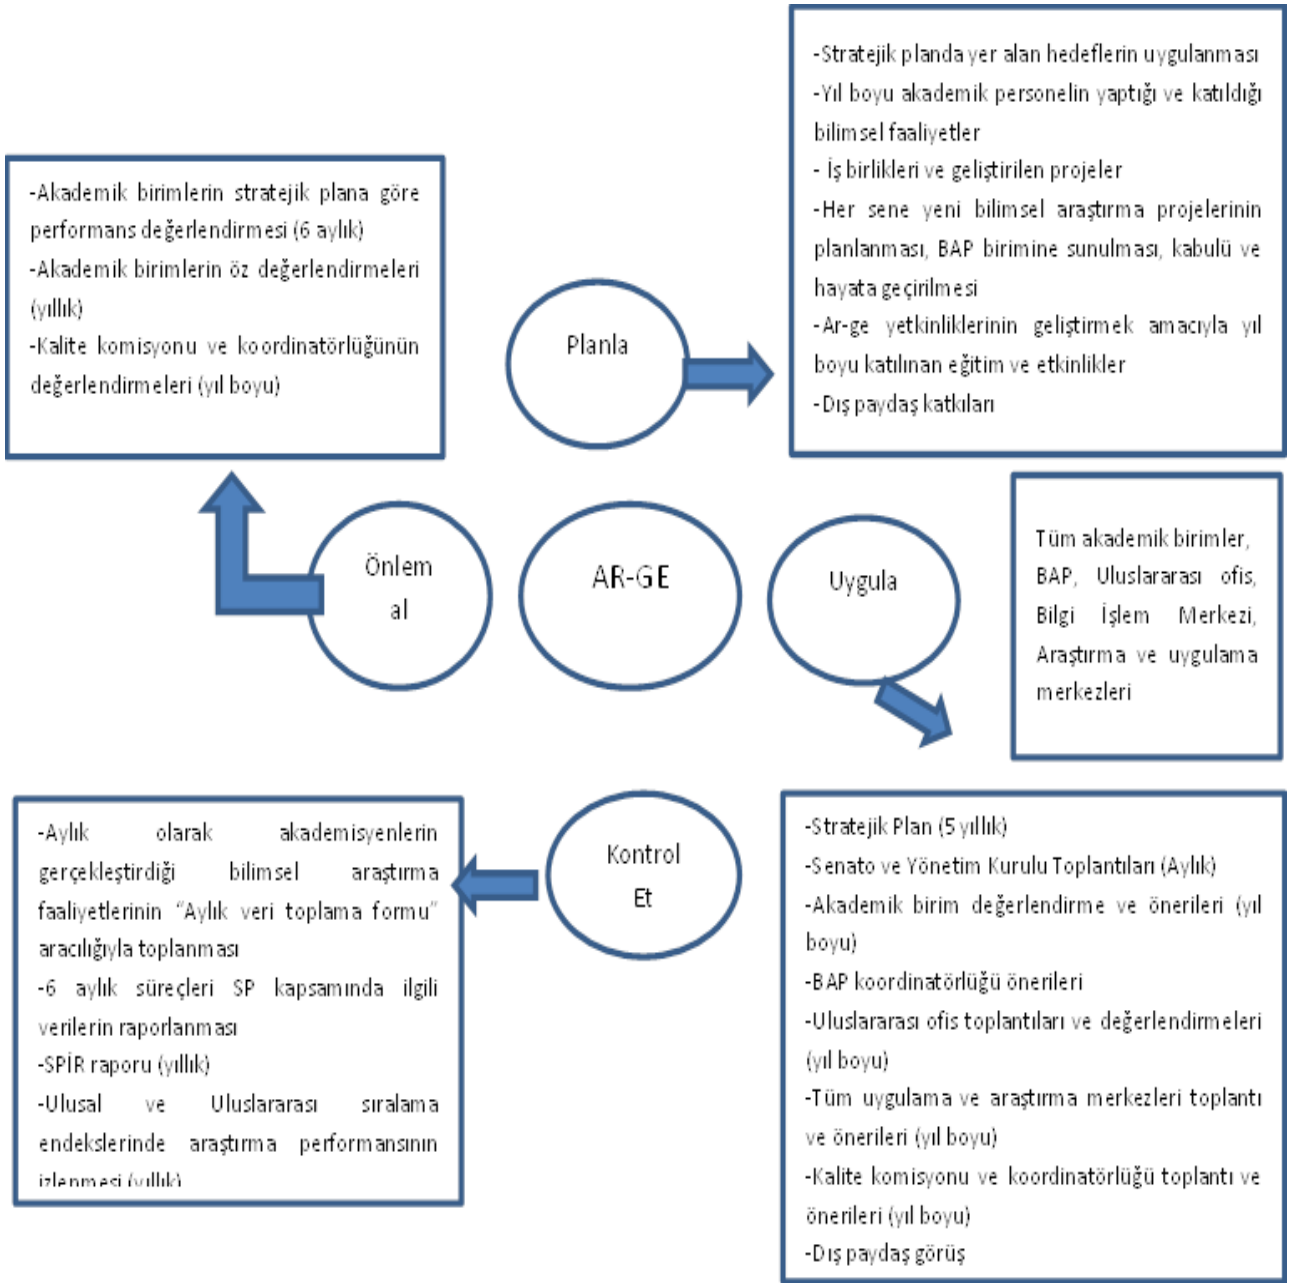 -Stratejik planda yer alan hedeflerin uygulanması
-Yıl boyu akademik personelin yaptığı ve katıldığı
bilimsel faaliyetler
- İş birlikleri ve geliştirilen projeler
-Her sene yeni bilimsel araştırma projelerinin
planlanması, BAP birimine sunulması, kabulü ve
hayata geçirilmesi
-Ar-ge yetkinliklerinin geliştirmek amacıyla yıl
boyu katılınan eğitim ve etkinlikler
-Dış paydaş katkıları
-Akademik birimlerin stratejik plana göre
performans değerlendirmesi (6 aylık)
-Akademik birimlerin öz değerlendirmeleri
(yıllık)
-Kalite komisyonu ve koordinatörlüğünün
değerlendirmeleri (yıl boyu)
Planla
Önlem
al
AR-GE
Uygula
Tüm akademik birimler,
BAP, Uluslararası ofis,
Bilgi İşlem Merkezi,
Araştırma ve uygulama
merkezleri
Kontrol
Et
-Aylık olarak akademisyenlerin
gerçekleştirdiği bilimsel araştırma
faaliyetlerinin “Aylık veri toplama formu”
aracılığıyla toplanması
-6 aylık süreçleri SP kapsamında ilgili
verilerin raporlanması
-SPİR raporu (yıllık)
-Ulusal ve Uluslararası sıralama
endekslerinde araştırma performansının
izlenmesi (yıllık)
-Stratejik Plan (5 yıllık)
-Senato ve Yönetim Kurulu Toplantıları (Aylık)
-Akademik birim değerlendirme ve önerileri (yıl
boyu)
-BAP koordinatörlüğü önerileri
-Uluslararası ofis toplantıları ve değerlendirmeleri
(yıl boyu)
-Tüm uygulama ve araştırma merkezleri toplantı
ve önerileri (yıl boyu)
-Kalite komisyonu ve koordinatörlüğü toplantı ve
önerileri (yıl boyu)
-Dış paydaş görüş